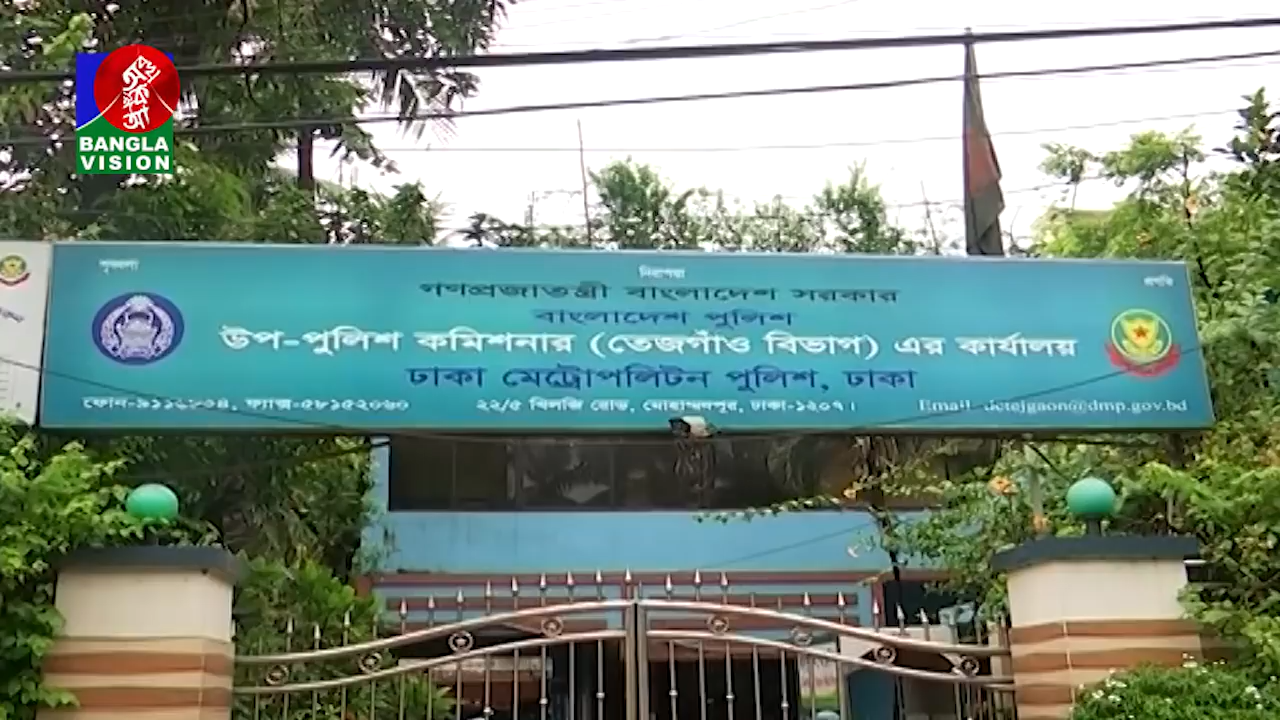 BANGLA
VISION
শৃঙ্খলা নিরাপত্তা প্রগতি
গণপ্রজাতন্ত্রী বাংলাদেশ সরকার
বাংলাদেশ পুলিশ
উপ-পুলিশ কমিশনার (তেজগাঁও বিভাগ) এর কার্যালয়
ঢাকা মেট্রোপলিটন পুলিশ, ঢাকা
ফোন- ফ্যাক্স-৫৮১৫২০৬০ ২২/৫ খিলজি রোড, মোহাম্মদপুর, ঢাকা-১২০৭। Email- dctejgaon@dmp.gov.bd